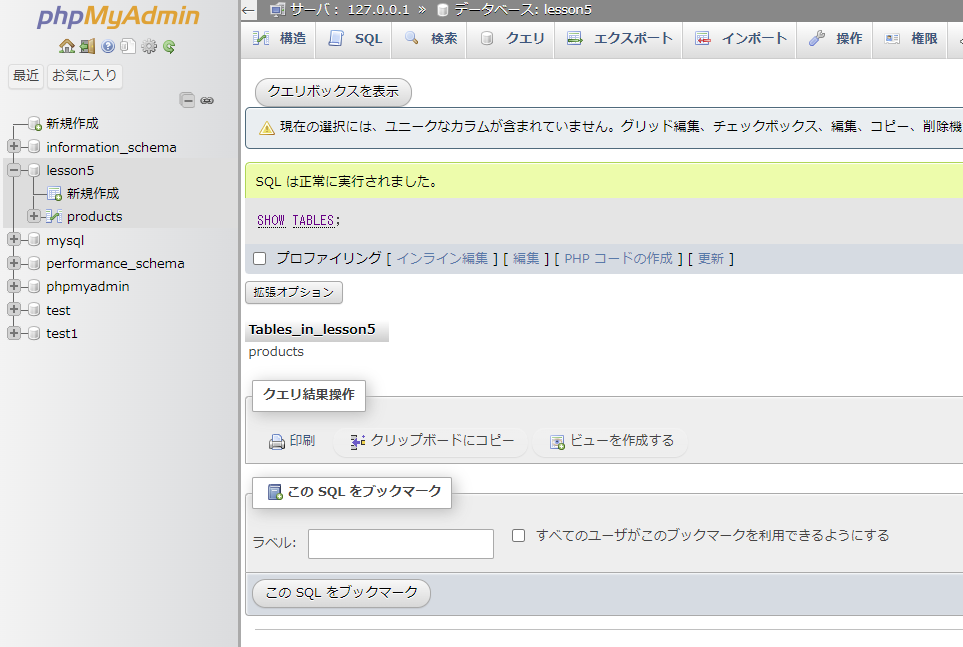 phpMyAdmin
最近 お気に入り
新規作成
information_schema
lesson5
新規作成
products
mysql
performance_schema
phpmyadmin
test
test1
サーバ： 127.0.0.1 » データベース: lesson5
構造 SQL 検索 クエリ エクスポート インポート 操作 権限
クエリボックスを表示
現在の選択には、ユニークなカラムが含まれていません。グリッド編集、チェックボックス、編集、コピー、削除機
SQL は正常に実行されました。
SHOW TABLES;
プロファイリング [ インライン編集 ] [ 編集 ] [ PHP コードの作成 ] [ 更新 ]
拡張オプション
Tables_in_lesson5
products
クエリ結果操作
印刷 クリップボードにコピー ビューを作成する
この SQL をブックマーク
ラベル: すべてのユーザがこのブックマークを利用できるようにする
この SQL をブックマーク